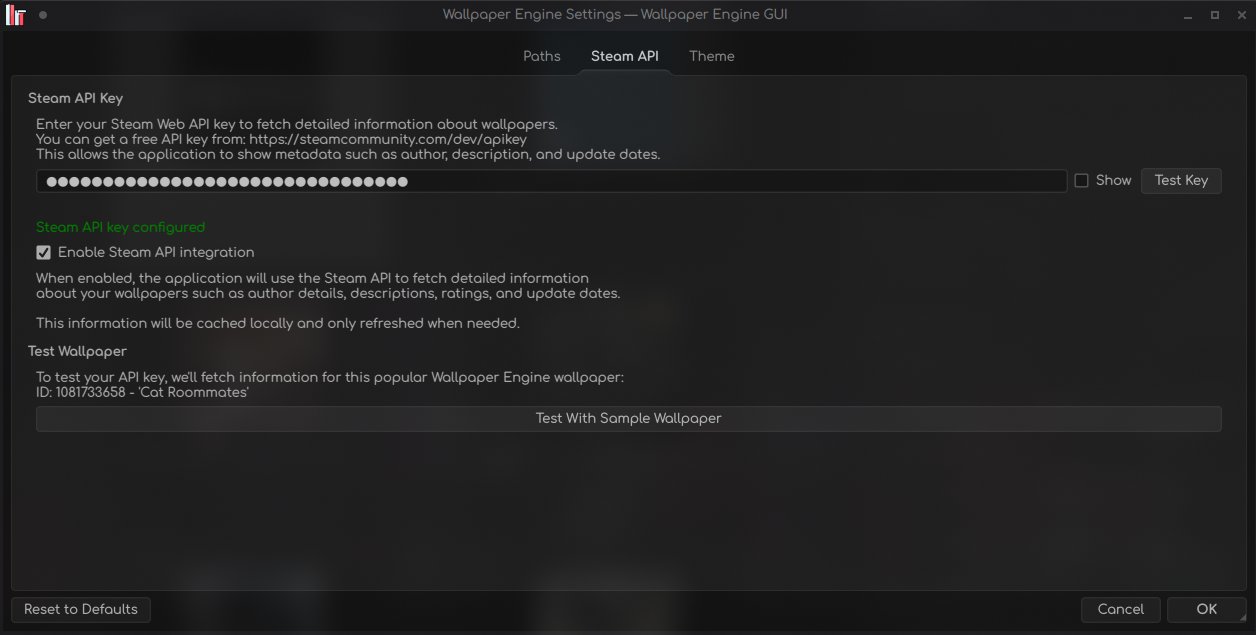 Wallpaper Engine Settings — Wallpaper Engine GUI
Paths Steam API Theme
Steam API Key
Enter your Steam Web API key to fetch detailed information about wallpapers.
You can get a free API key from: https://steamcommunity.com/dev/apikey
This allows the application to show metadata such as author, description, and update dates.
Show Test Key
Steam API key configured
Enable Steam API integration
When enabled, the application will use the Steam API to fetch detailed information
about your wallpapers such as author details, descriptions, ratings, and update dates.
This information will be cached locally and only refreshed when needed.
Test Wallpaper
To test your API key, we'll fetch information for this popular Wallpaper Engine wallpaper:
ID: 1081733658 - 'Cat Roommates'
Test With Sample Wallpaper
Reset to Defaults Cancel OK